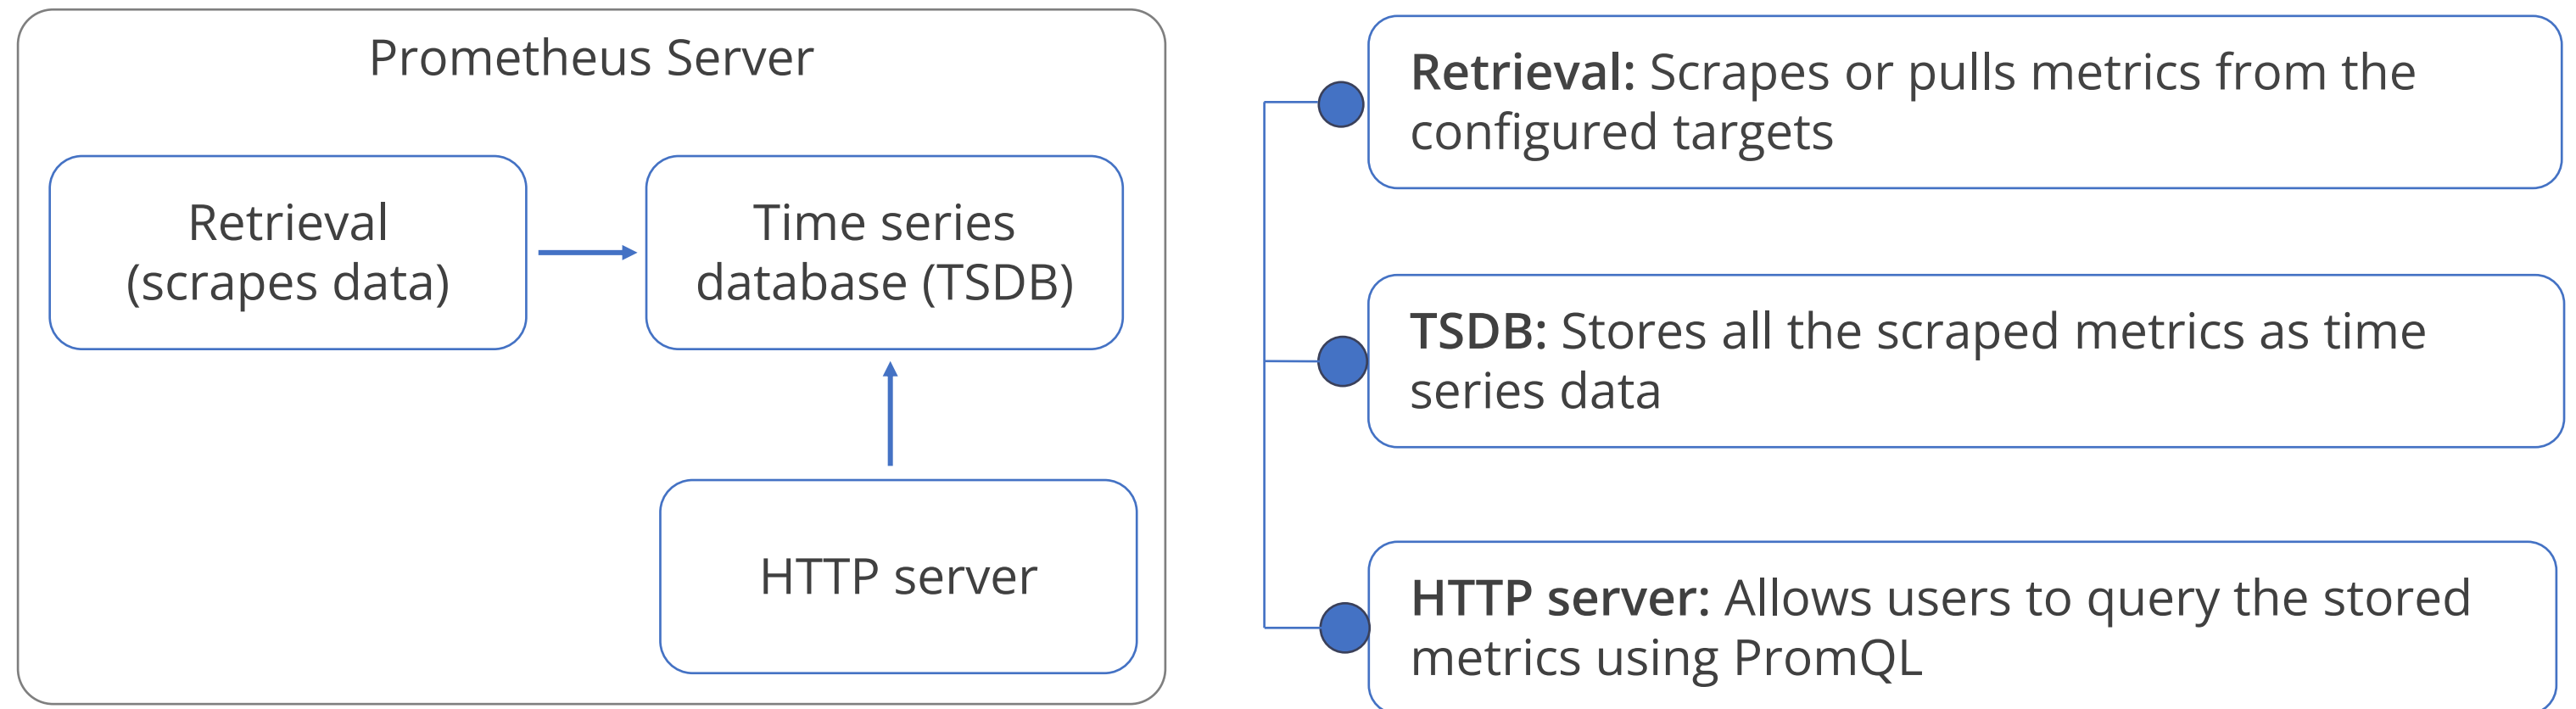 Prometheus Server
Retrieval
(scrapes data)
Time series
database (TSDB)
HTTP server
Retrieval: Scrapes or pulls metrics from the
configured targets
TSDB: Stores all the scraped metrics as time
series data
HTTP server: Allows users to query the stored
metrics using PromQL